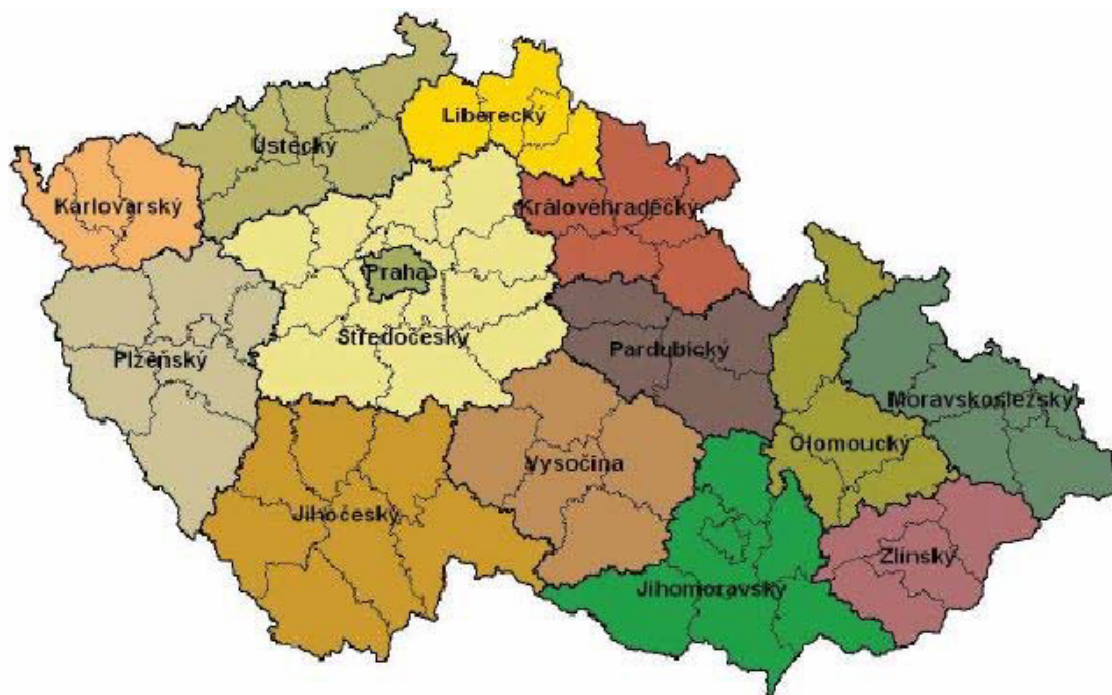 Liberecký
Ústecký
Karlovarský
Královéhradecký
Praha
Středočeský
Plzeňský
Pardubický
Moravskoslezský
Olomoucký
Vysočina
Jihočeský
Zlínský
Jihomoravský